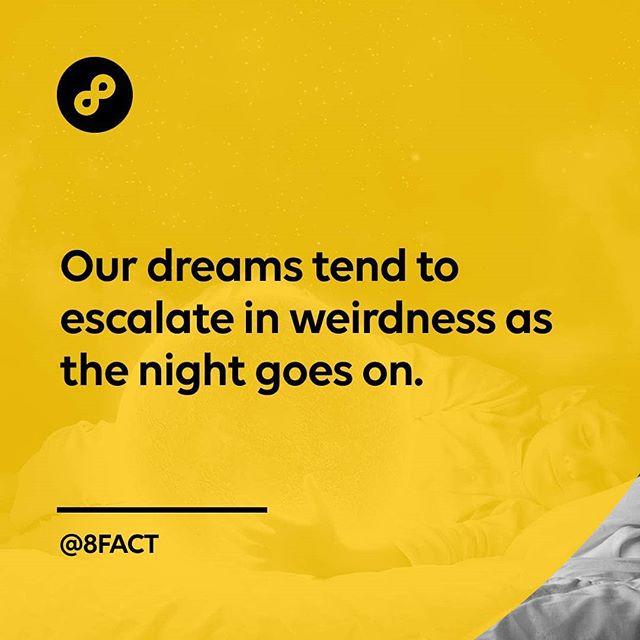 Our dreams tend to
escalate in weirdness as
the night goes on.
@8FACT